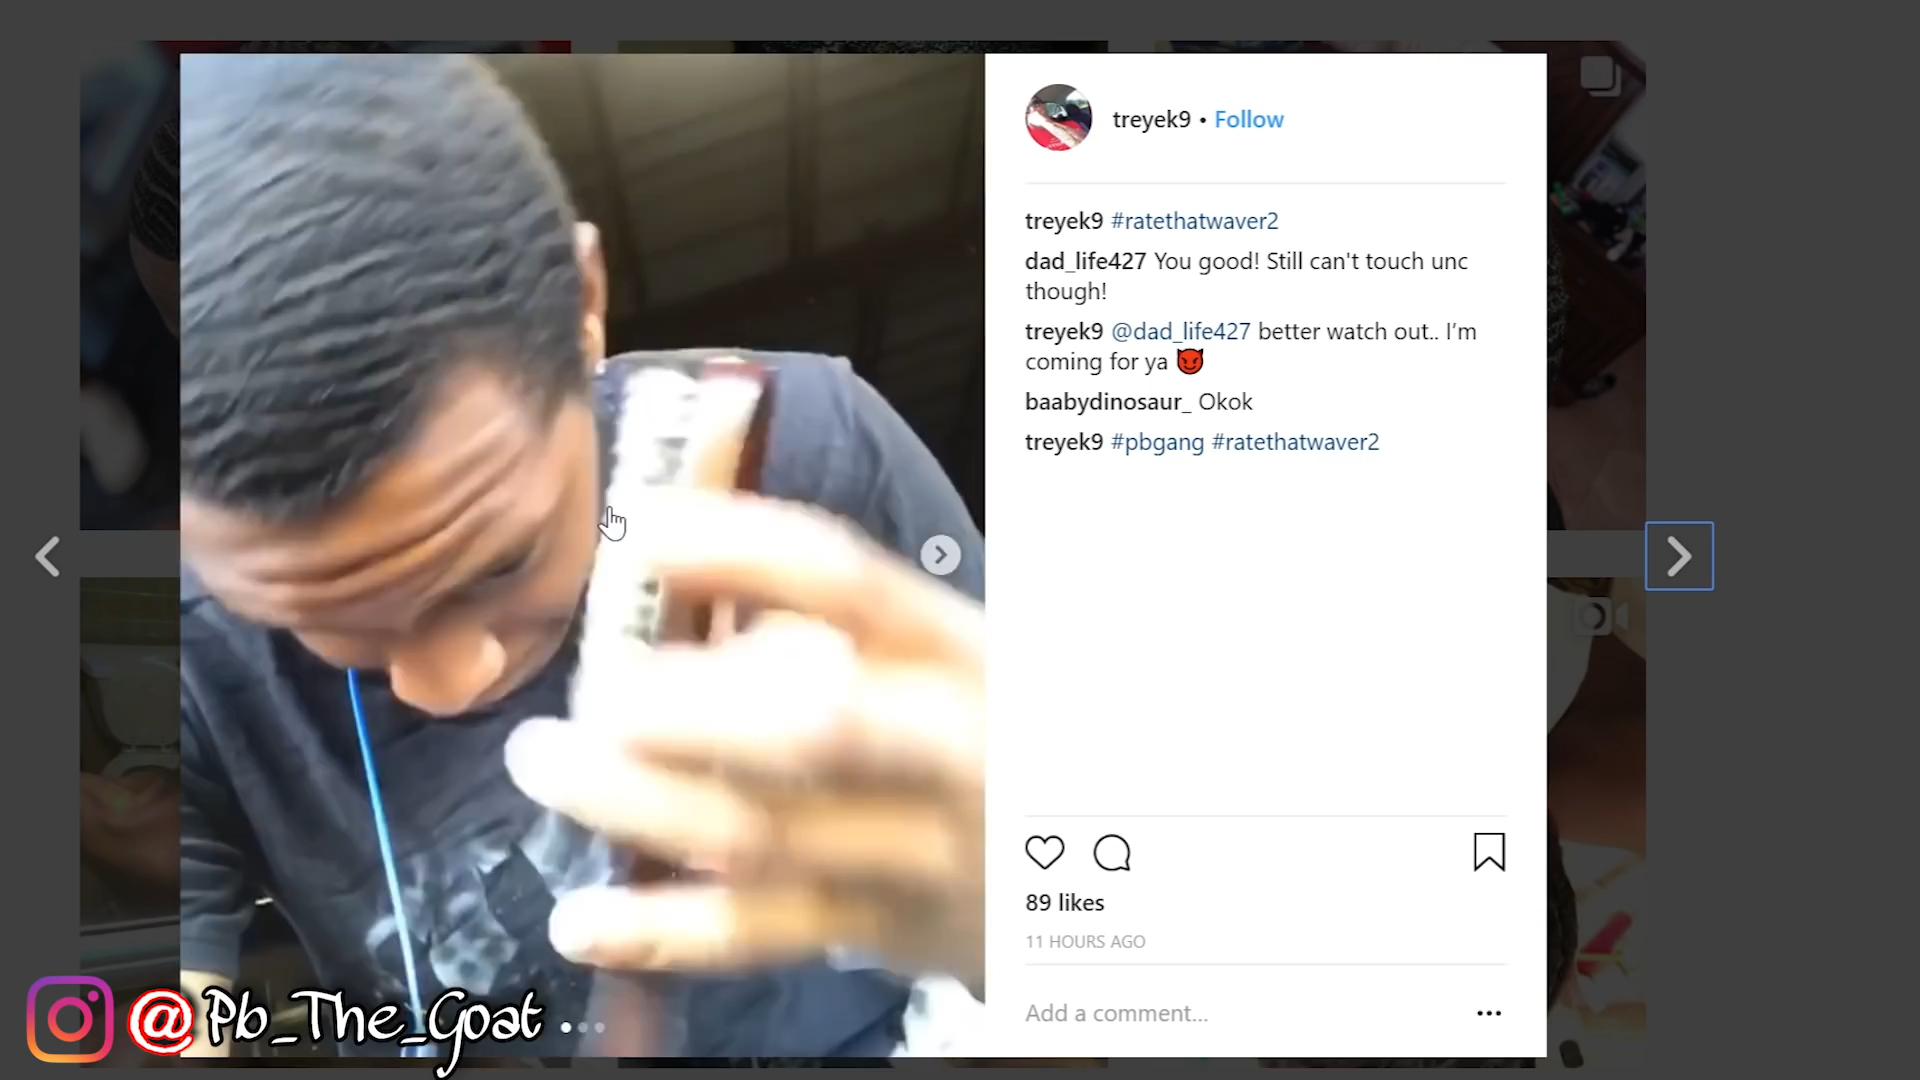 treyek9 • Follow
treyek9 #ratethatwaver2
dad_life427 You good! Still can't touch unc
though!
treyek9 @dad_life427 better watch out.. I’m
coming for ya 😈
baabydinosaur_ Okok
treyek9 #pbgang #ratethatwaver2
89 likes
11 HOURS AGO
Add a comment...
@Pb_The_Goat